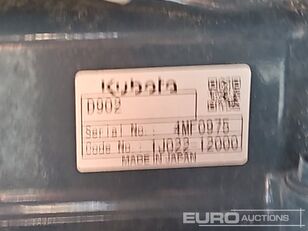 Kubota
D902
Serial No.: 4MF0975
Code No.: 1J022-12000
MADE IN JAPAN
EURO AUCTIONS